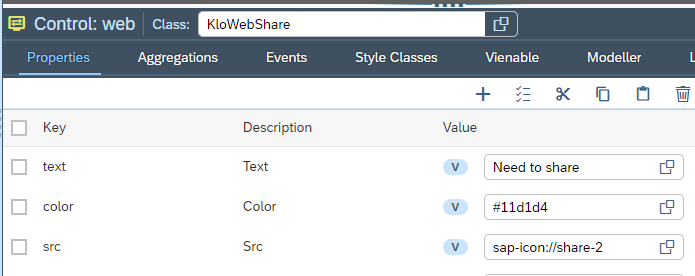 Control: web Class: KloWebShare
Properties Aggregations Events Style Classes Vienable Modeller
Key Description Value
text Text V Need to share
color Color V #11d1d4
src Src V sap-icon://share-2